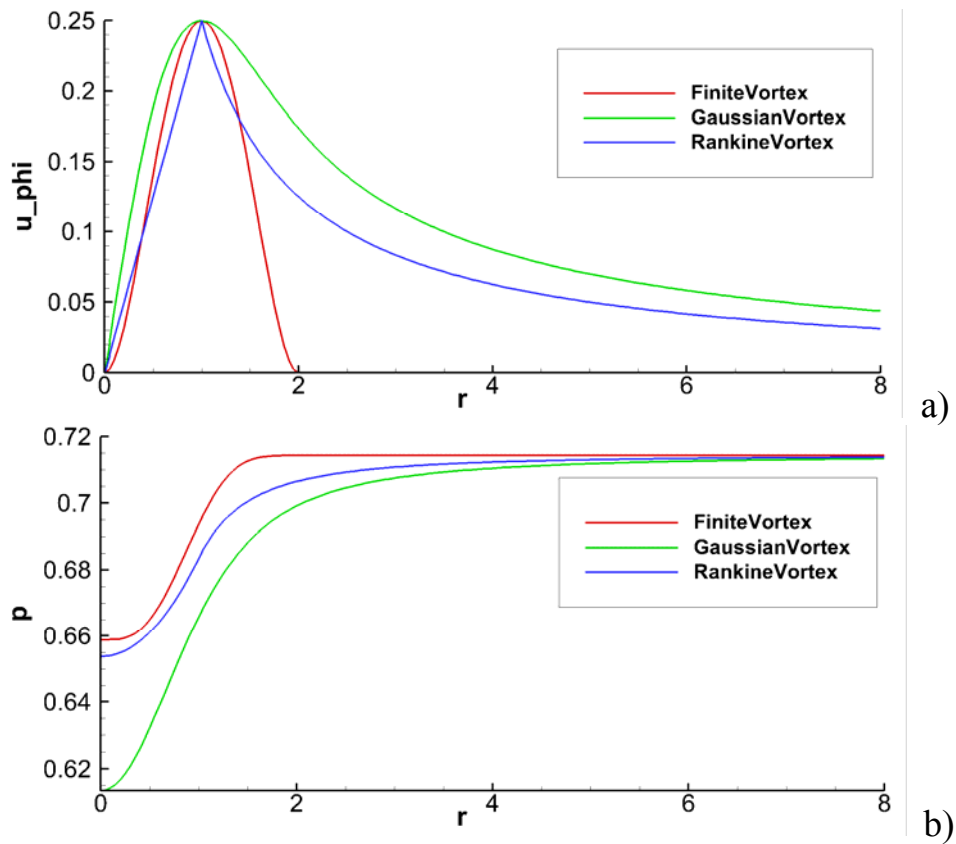 0.25
0.2
0.15
0.1
0.05
0
u_phi
FiniteVortex
GaussianVortex
RankineVortex
0 2 4 6 8
r
a)
0.72
0.7
0.68
0.66
0.64
0.62
p
FiniteVortex
GaussianVortex
RankineVortex
0 2 4 6 8
r
b)